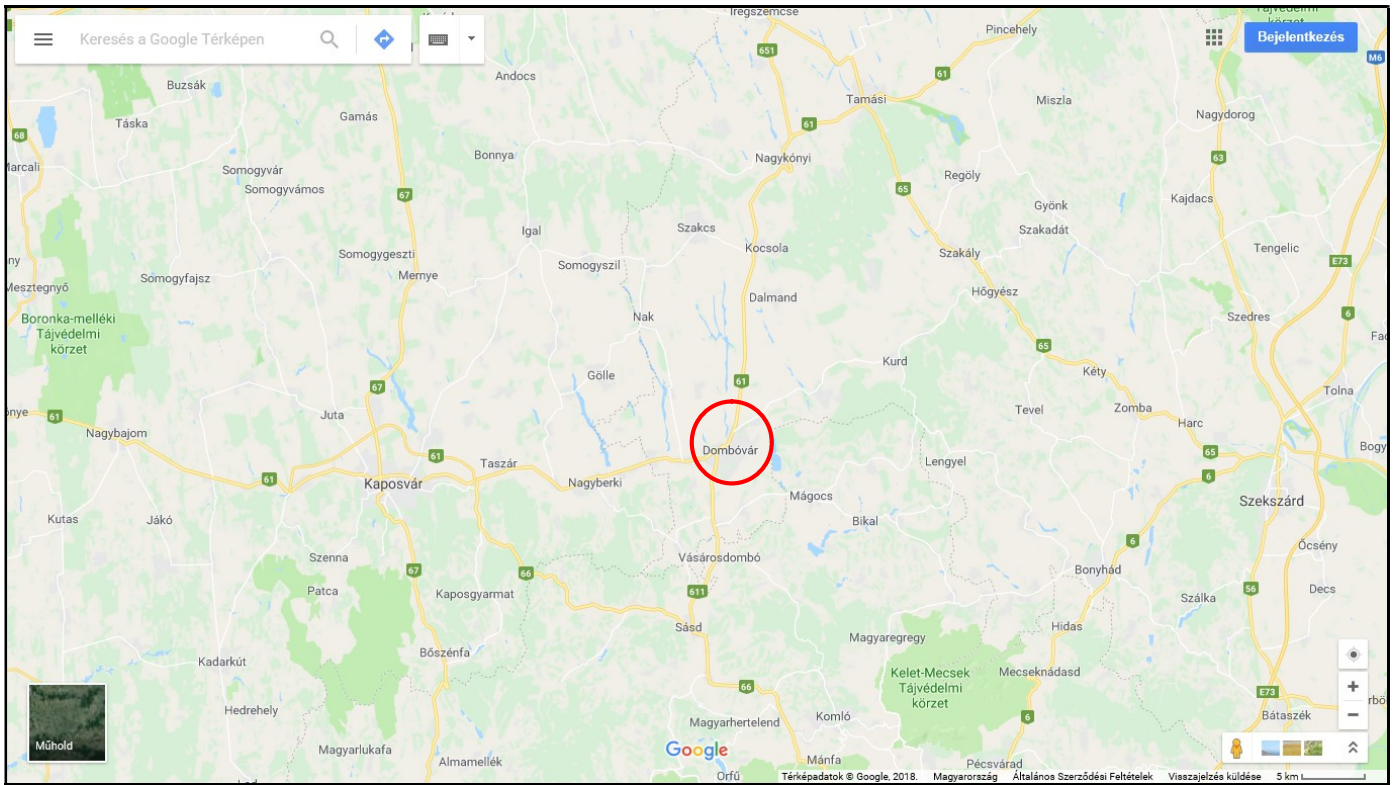 Iregszemcse
Keresés a Google Térképen
Bejelentkezés
Pincehely
651
M6
Andocs
61
Buzsák
Tamási
Miszla
Gamás
Nagydorog
Táska
61
68
Marcali
Bonnya
Nagykónyi
63
Somogyvár
Regöly
Somogyvámos
67
65
Kajdacs
Gyönk
Igal
Szakcs
Szakadát
Kocsola
Tengelic
Somogygeszti
Szakály
ny
E73
Somogyszil
Mernye
Somogyfajsz
Mesztegnyő
Hőgyész
Dalmand
Boronka-melléki
Tájvédelmi
körzet
Nak
Szedres
6
Fac
65
Kurd
Kéty
Gölle
61
67
Tolna
Juta
Tevel
Zomba
önye
61
Harc
Nagybajom
Bogy
Dombóvár
65
61
Taszár
Lengyel
61
Kaposvár
Nagyberki
6
Mágocs
Szekszárd
Kutas
Jákó
Bikal
6
Őcsény
Szenna
Vásárosdombó
67
66
Bonyhád
Patca
Kaposgyarmat
611
56
Decs
Szálka
Sásd
Hidas
Magyaregregy
Bőszénfa
Kadarkút
Kelet-Mecsek
Tájvédelmi
körzet
Mecseknádasd
66
E73
Hedrehely
Magyarhertelend
Komló
6
Bátaszék
Műhold
Magyarlukafa
Google
Almamellék
Mánfa
Pécsvárad
Orfű
Térképadatok © Google, 2018. Magyarország Általános Szerződési Feltételek Visszajelzés küldése 5 km